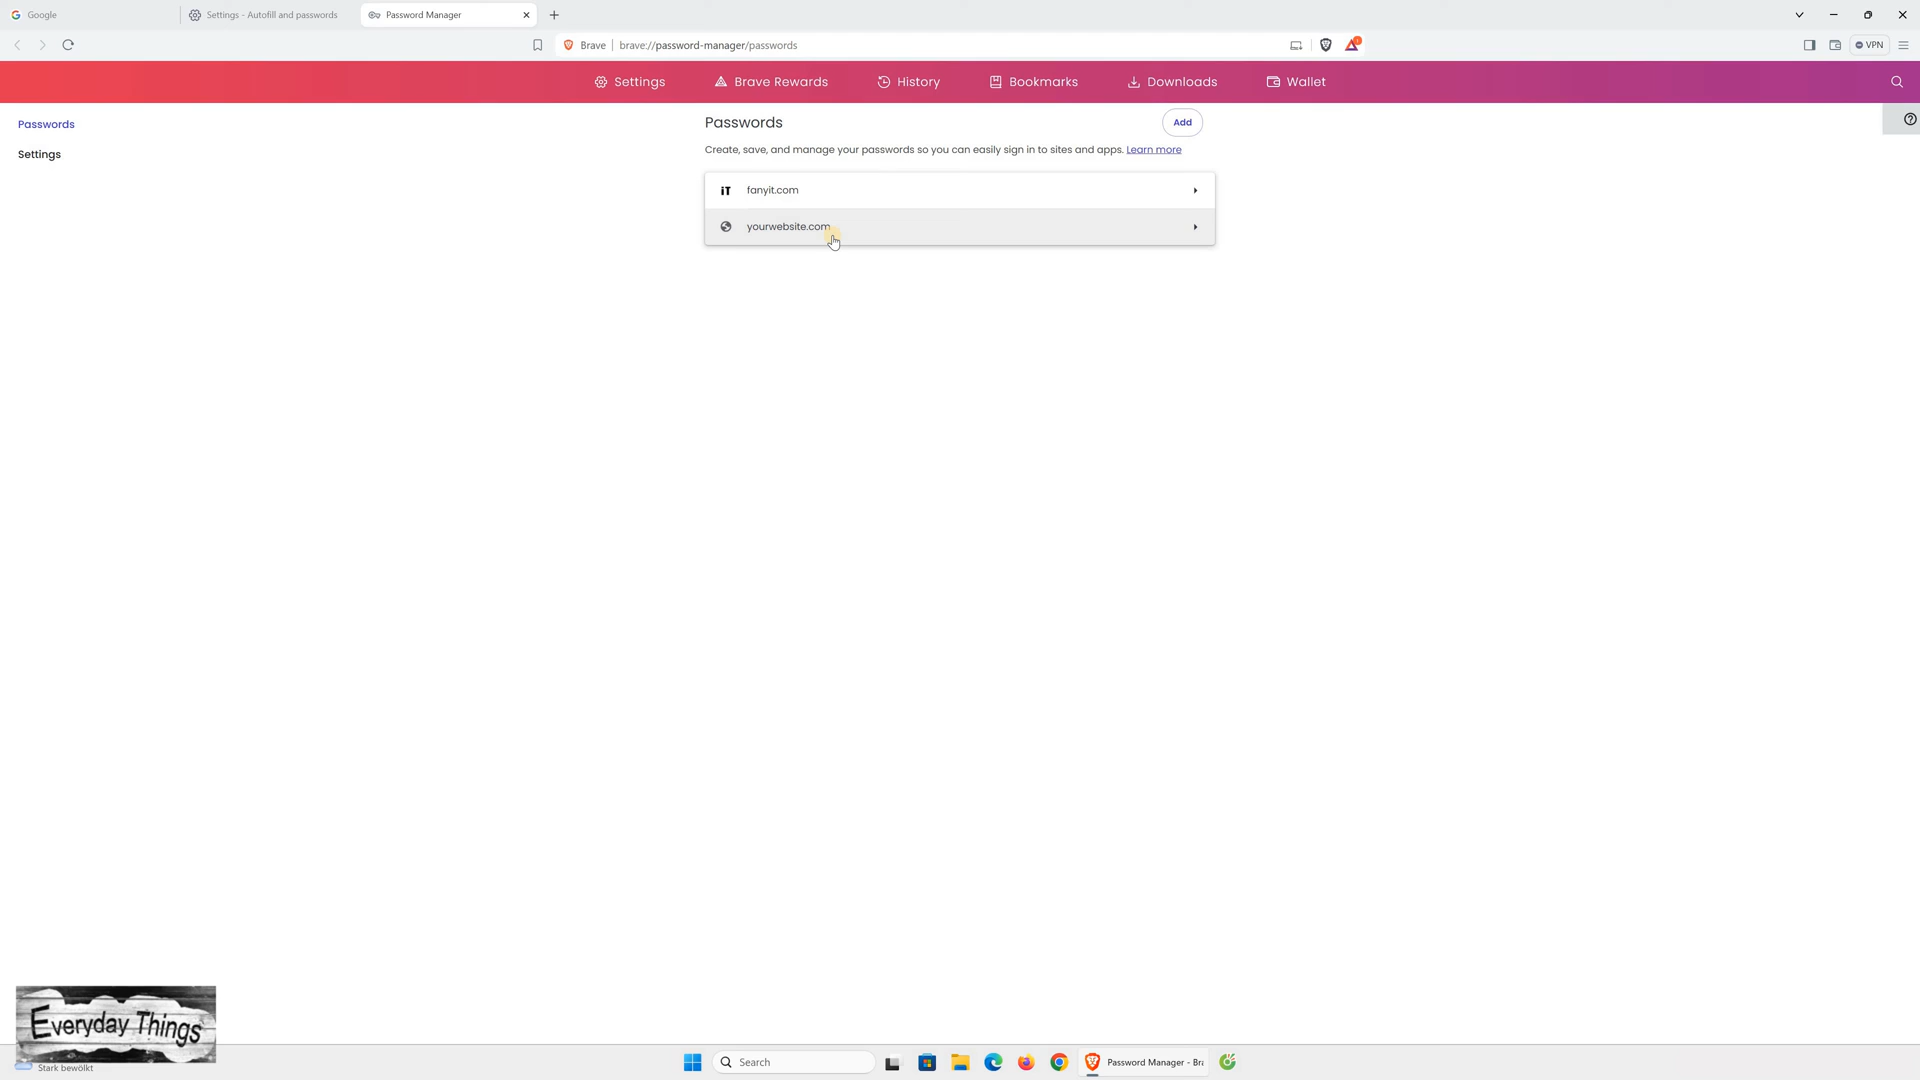 Google
Settings - Autofill and passwords
Password Manager
Brave
brave://password-manager/passwords
VPN
Settings
Brave Rewards
History
Bookmarks
Downloads
Wallet
Passwords
Settings
Passwords
Add
Create, save, and manage your passwords so you can easily sign in to sites and apps. Learn more
iT
fanyit.com
yourwebsite.com
Everyday Things
Stark bewölkt
Search
Password Manager - Bra